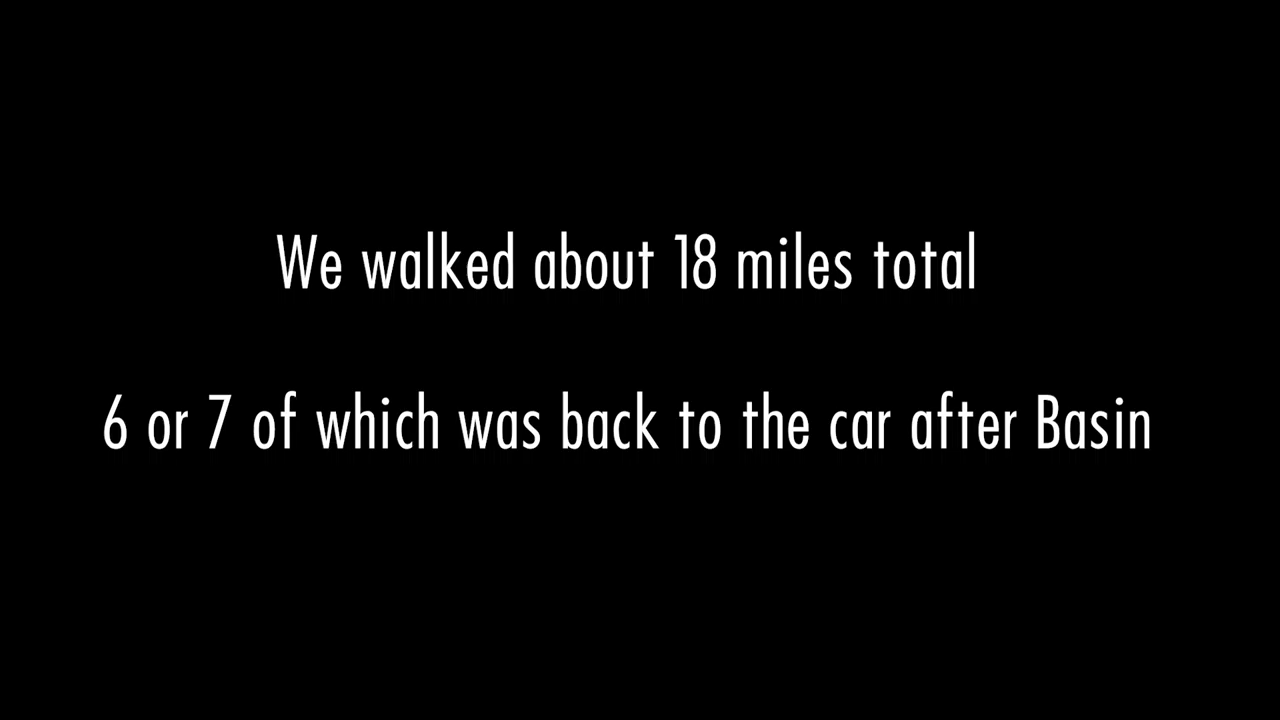 We walked about 18 miles total
6 or 7 of which was back to the car after Basin